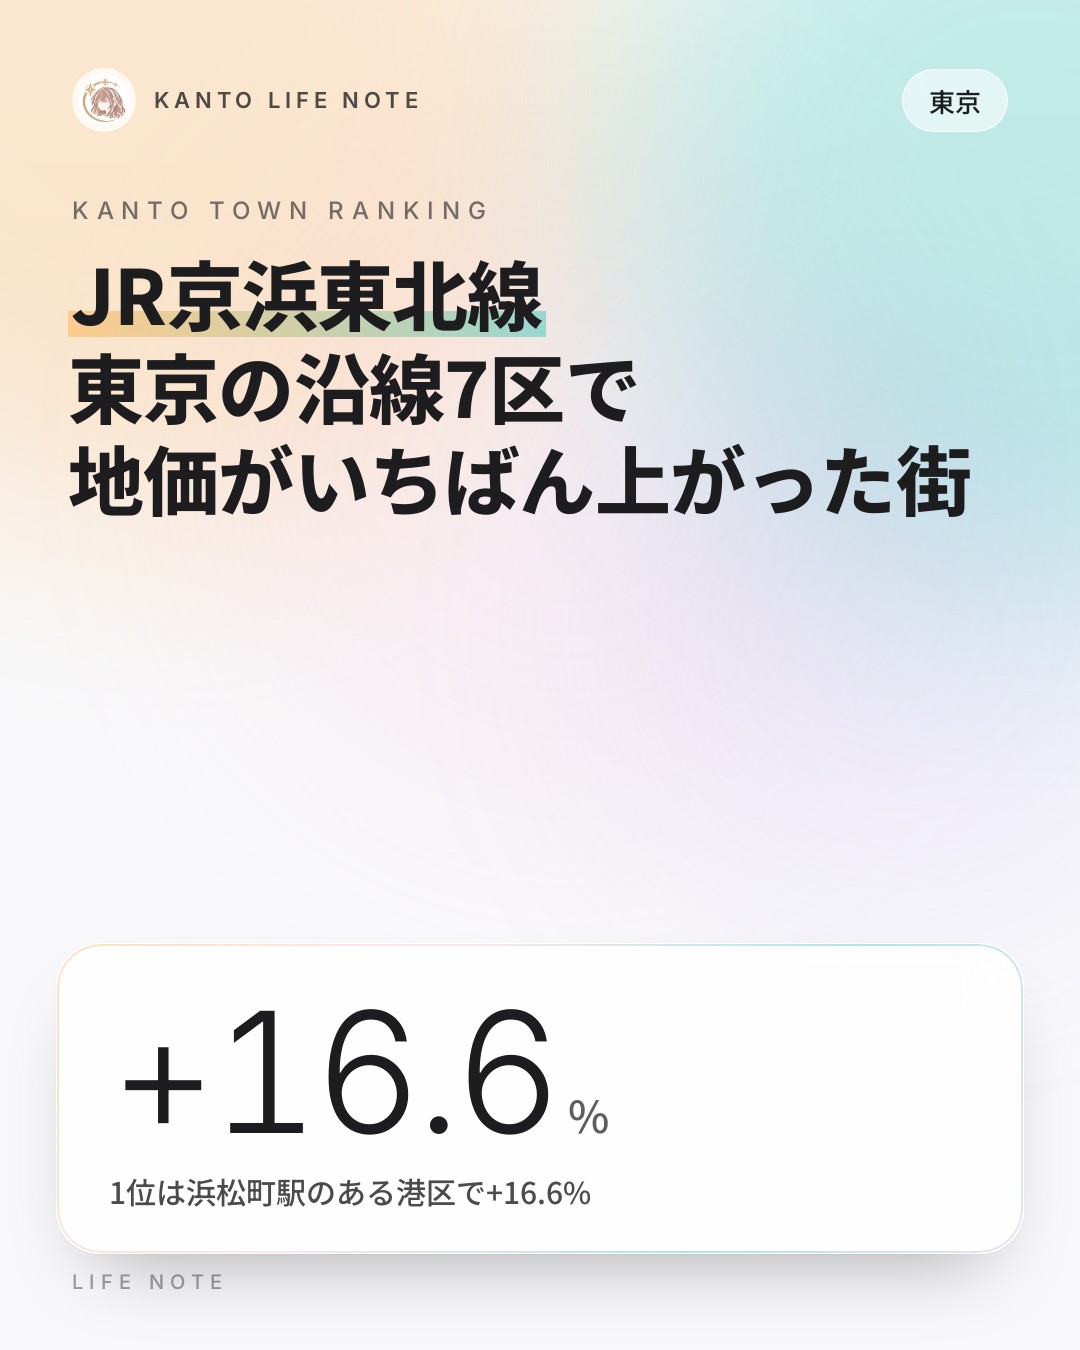 KANTO LIFE NOTE
東京
KANTO TOWN RANKING
JR京浜東北線
東京の沿線7区で
地価がいちばん上がった街
+16.6%
1位は浜松町駅のある港区で+16.6%
LIFE NOTE